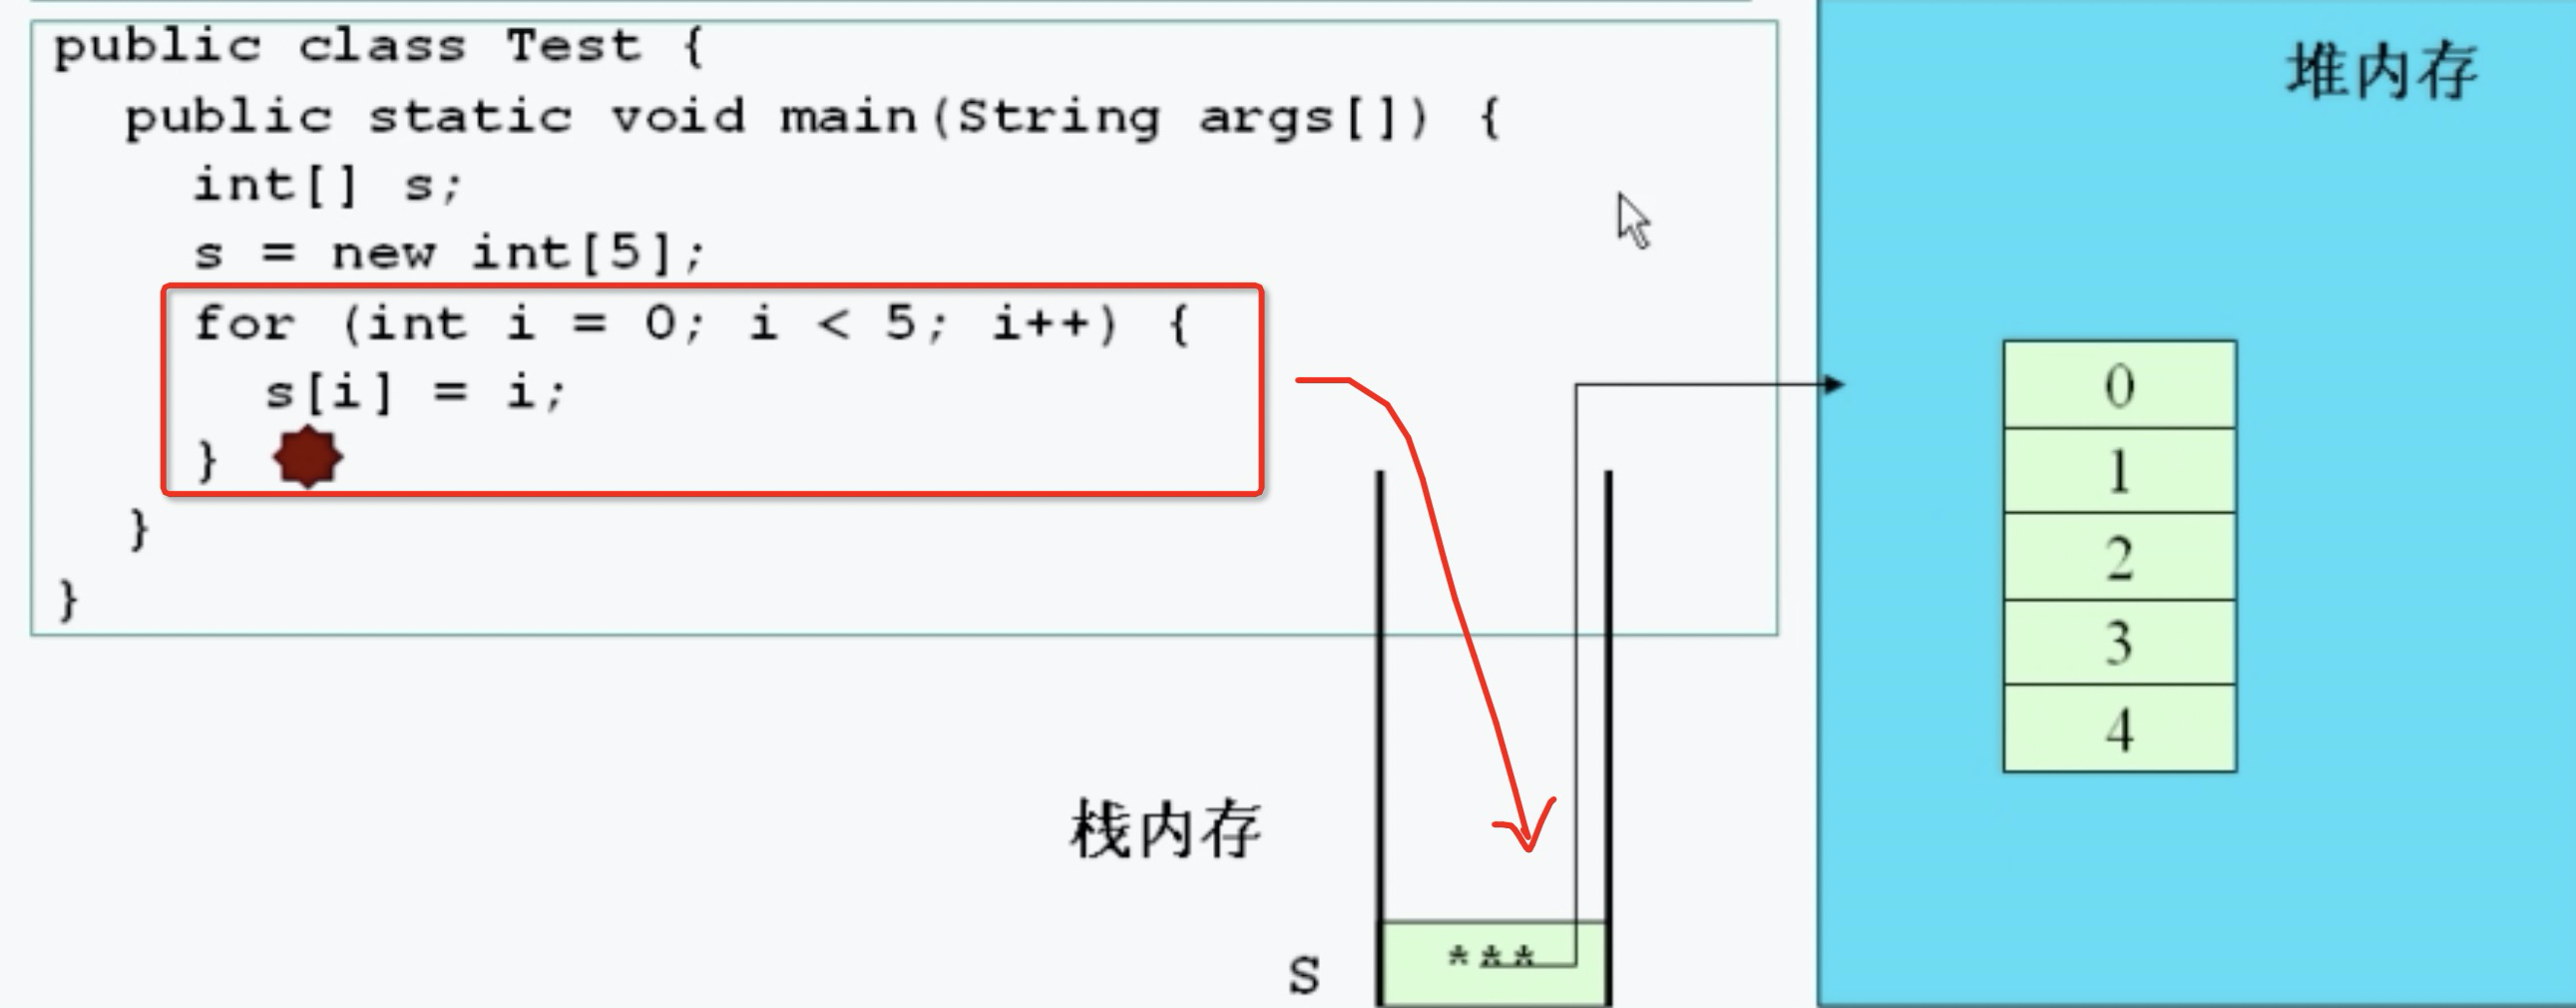 public class Test {
public static void main(String args[]) {
int[] s;
s = new int[5];
for (int i = 0; i < 5; i++) {
s[i] = i;
}
}
}
堆内存
0
1
2
3
4
栈内存
s
***